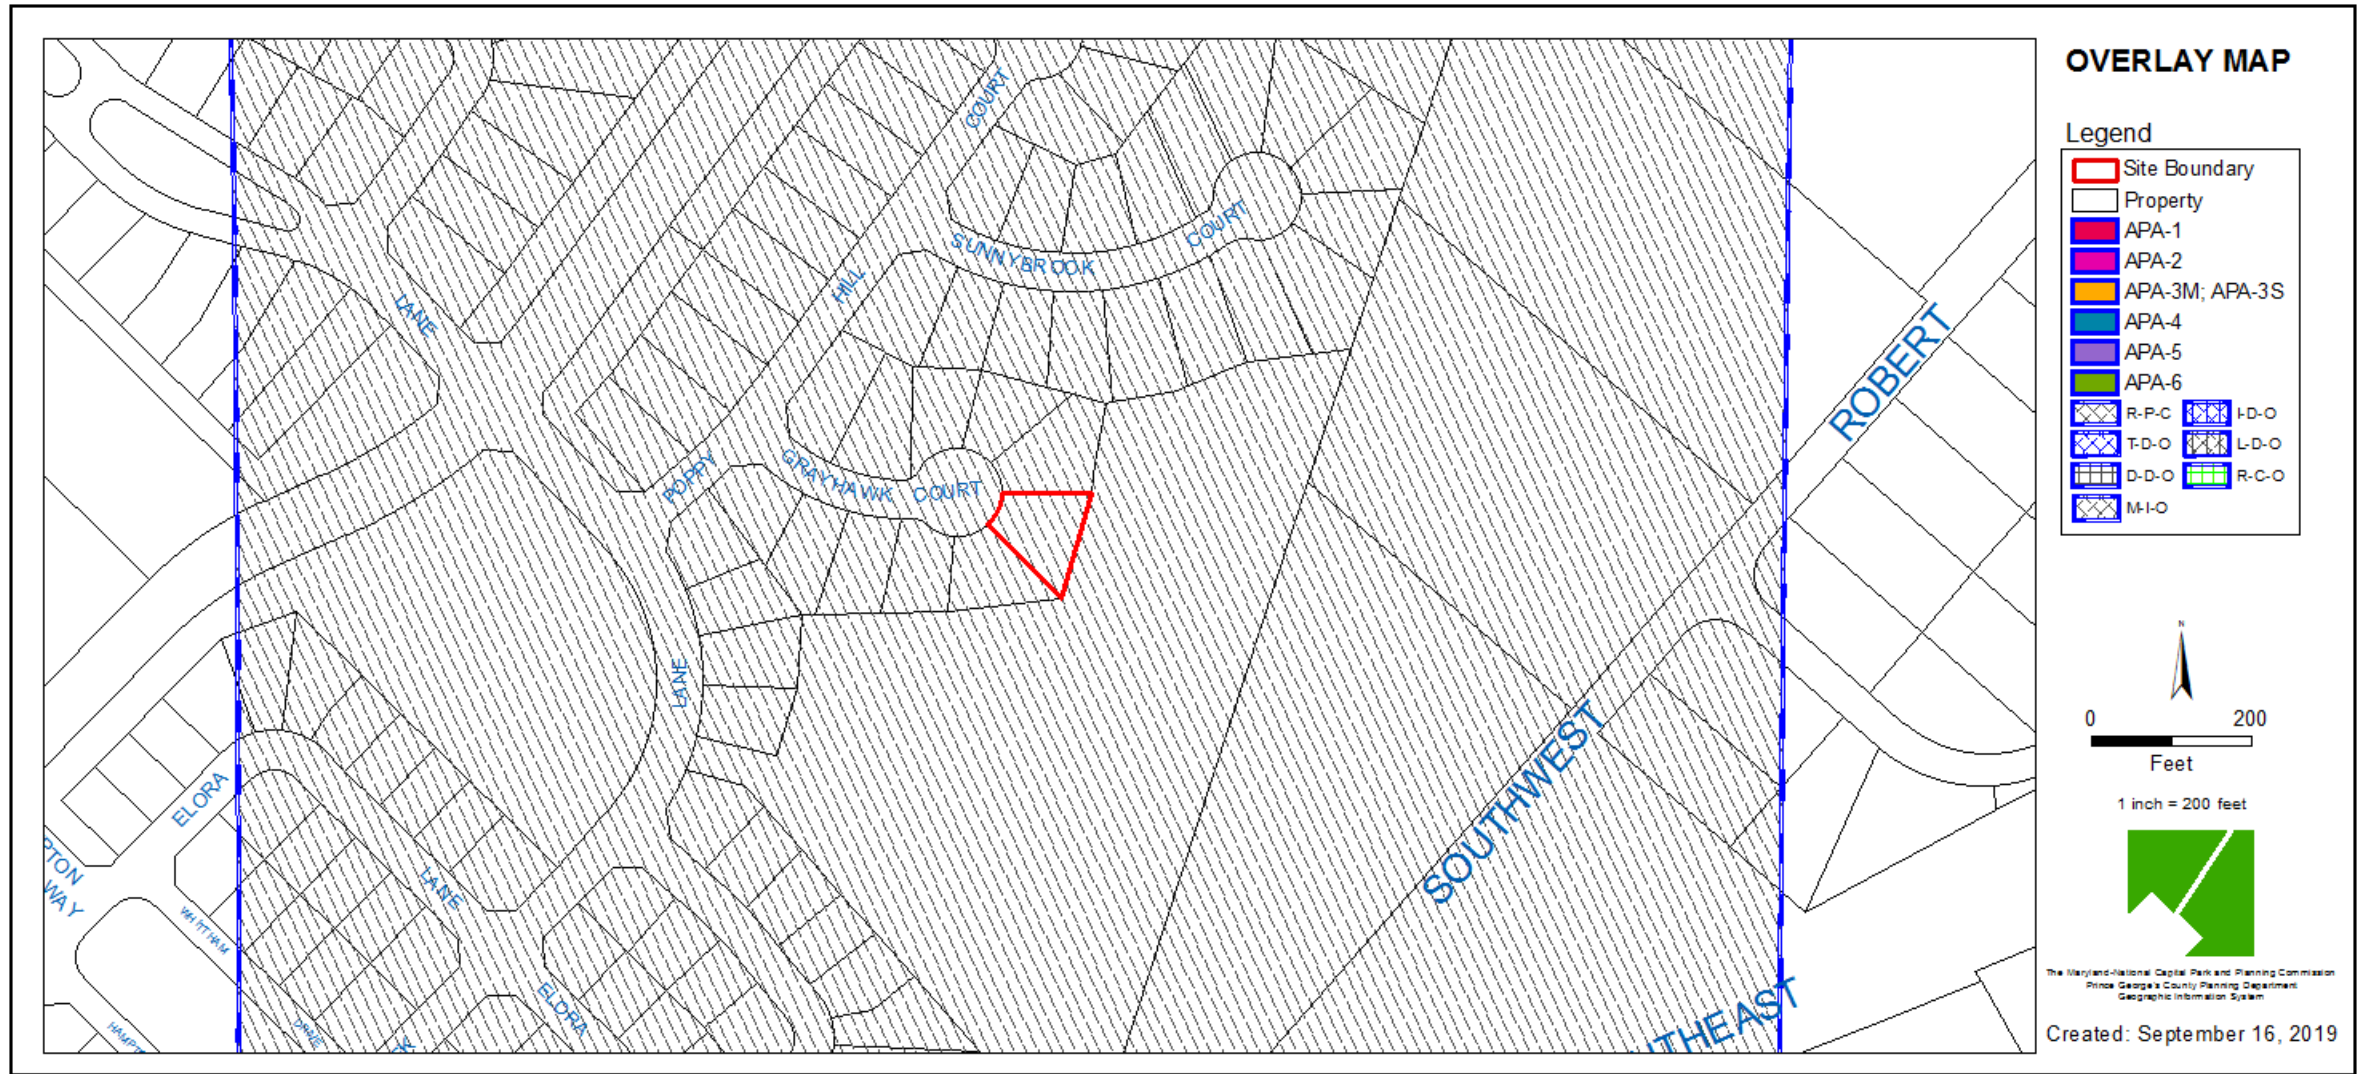 OVERLAY MAP
Legend
Site Boundary
Property
APA-1
APA-2
APA-3M; APA-3S
APA-4
APA-5
APA-6
R-P-C
I-D-O
T-D-O
L-D-O
D-D-O
R-C-O
M-I-O
N
0 200
Feet
1 inch = 200 feet
The Maryland-National Capital Park and Planning Commission
Prince George's County Planning Department
Geographic Information System
Created: September 16, 2019
COURT
SUNNYBROOK
COURT
HILL
LANE
POPPY
GRAYHAWK COURT
ROBERT
LANE
SOUTHWEST
ELORA
LANE
PTON
WAY
WHITTHAM
DRIVE
ELORA
UTHEAST